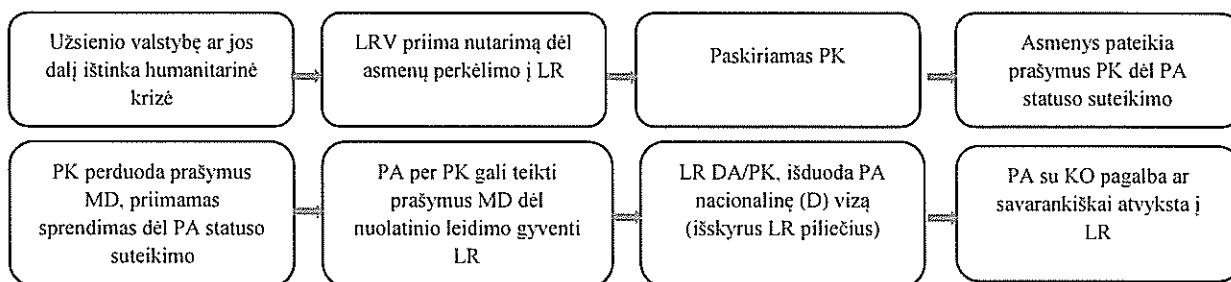 Užsienio valstybę ar jos
dalį ištinka humanitarinė
krizė
LRV priima nutarimą dėl
asmenų perkėlimo į LR
Paskiriamas PK
Asmenys pateikia
prašymus PK dėl PA
statuso suteikimo
PK perduoda prašymus
MD, priimamas
sprendimas dėl PA statuso
suteikimo
PA per PK gali teikti
prašymus MD dėl
nuolatinio leidimo gyventi
LR
LR DA/PK, išduoda PA
nacionalinę (D) vizą
(išskyrus LR piliečius)
PA su KO pagalba ar
savarankiškai atvyksta į
LR